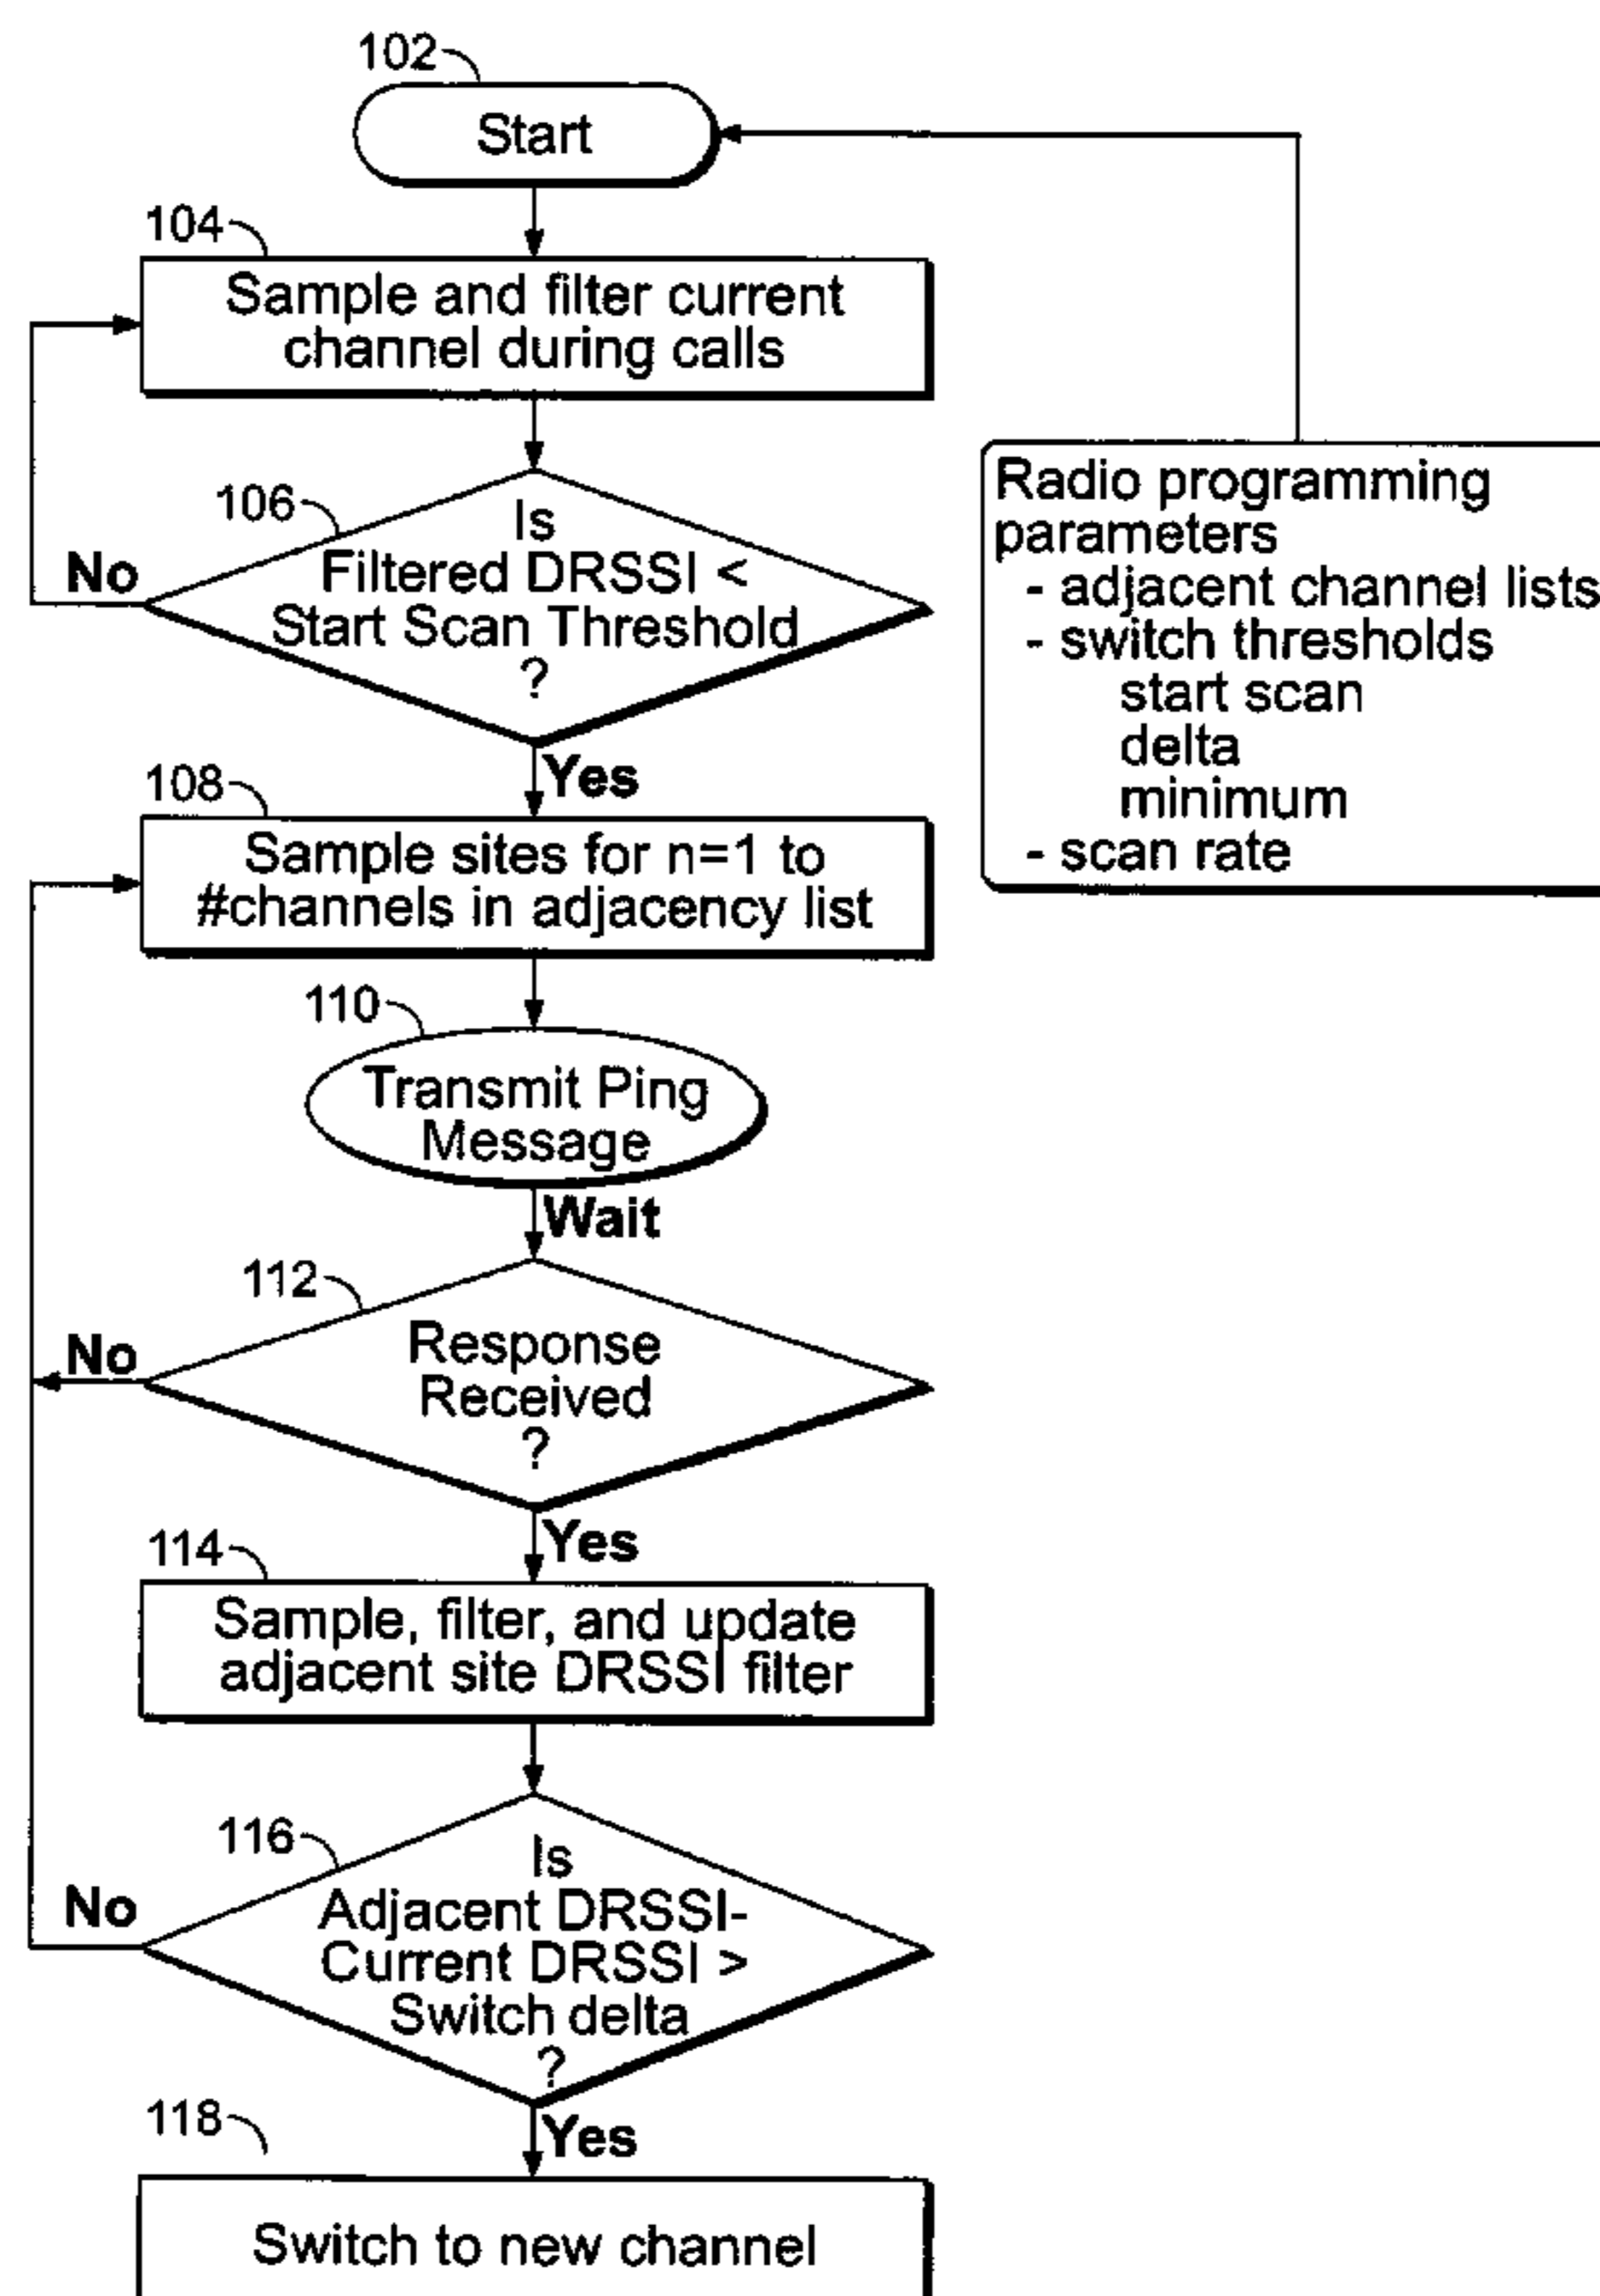 102
Start
104
Sample and filter current
channel during calls
106
Is
Filtered DRSSI <
Start Scan Threshold
?
No
Yes
Radio programming
parameters
- adjacent channel lists
- switch thresholds
start scan
delta
minimum
- scan rate
108
Sample sites for n=1 to
#channels in adjacency list
110
Transmit Ping
Message
Wait
112
Response
Received
?
No
Yes
114
Sample, filter, and update
adjacent site DRSSI filter
116
Is
Adjacent DRSSI-
Current DRSSI >
Switch delta
?
No
Yes
118
Switch to new channel